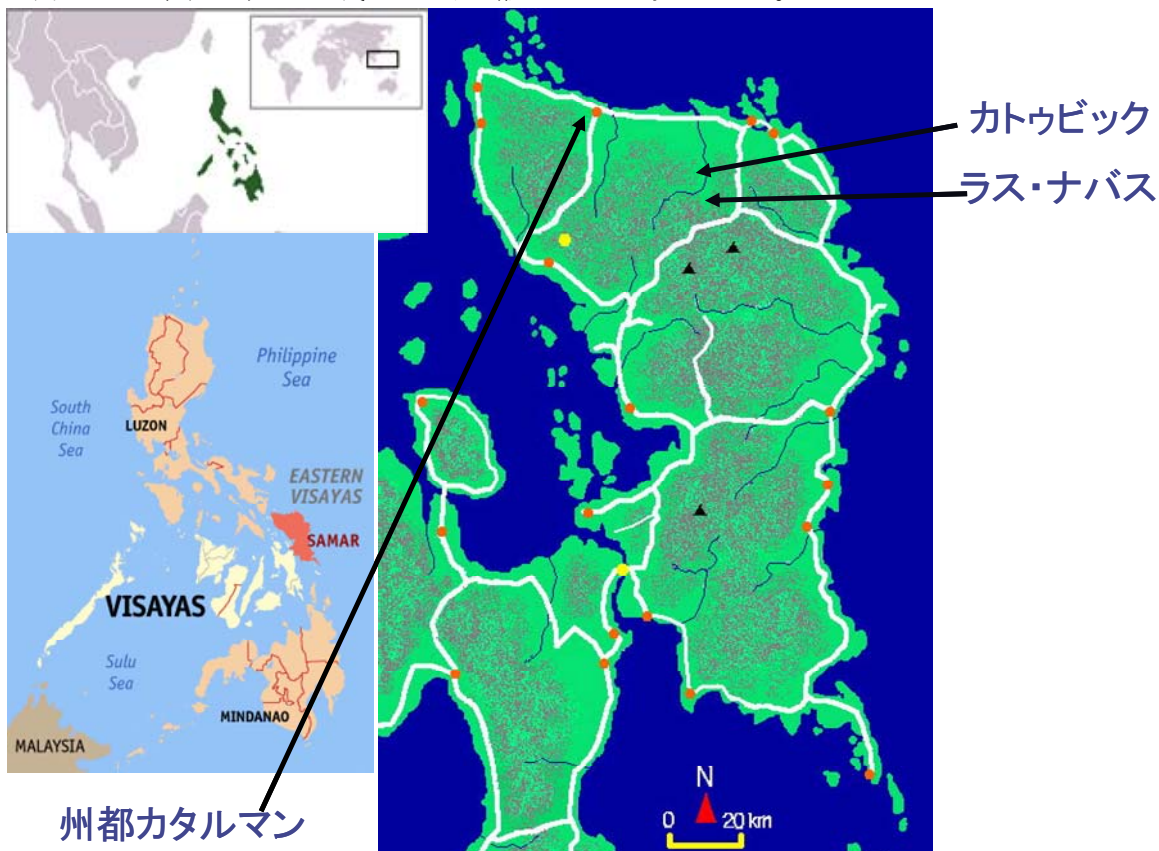 カトゥビック
ラス・ナバス
Philippine
Sea
South
China
Sea
LUZON
EASTERN
VISAYAS
SAMAR
VISAYAS
Sulu
Sea
MINDANAO
MALAYSIA
N
0 20 km
州都カタルマン